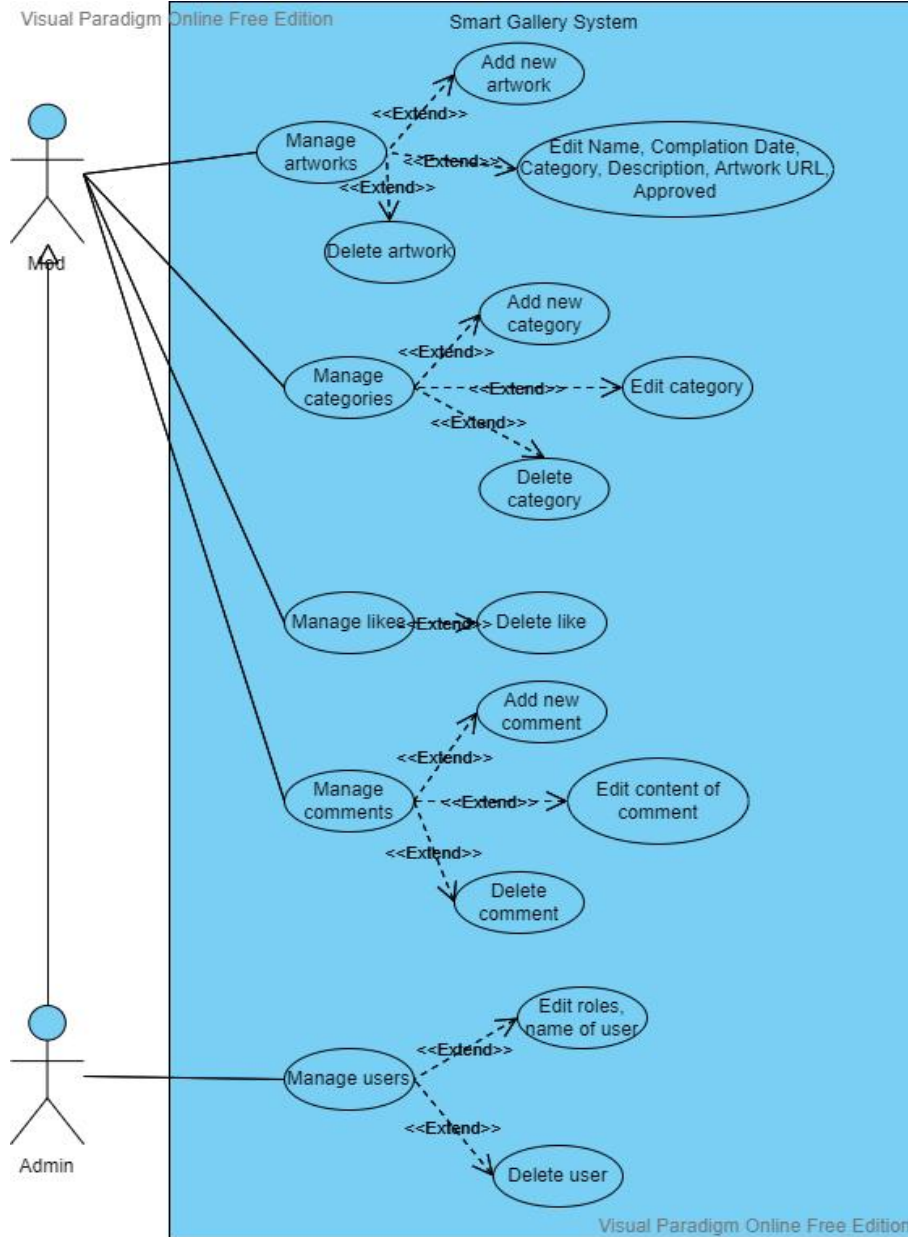 Visual Paradigm Online Free Edition
Smart Gallery System
Add new
artwork
<<Extend>>
Manage
artworks
<<Extend>>
Edit Name, Complation Date,
Category, Description, Artwork URL,
Approved
<<Extend>>
Delete artwork
Mod
Add new
category
<<Extend>>
Manage
categories
<<Extend>>
Edit category
<<Extend>>
Delete
category
Manage likes
<<Extend>>
Delete like
Add new
comment
<<Extend>>
Manage
comments
<<Extend>>
Edit content of
comment
<<Extend>>
Delete
comment
Edit roles,
name of user
<<Extend>>
Manage users
<<Extend>>
Admin
Delete user
Visual Paradigm Online Free Edition